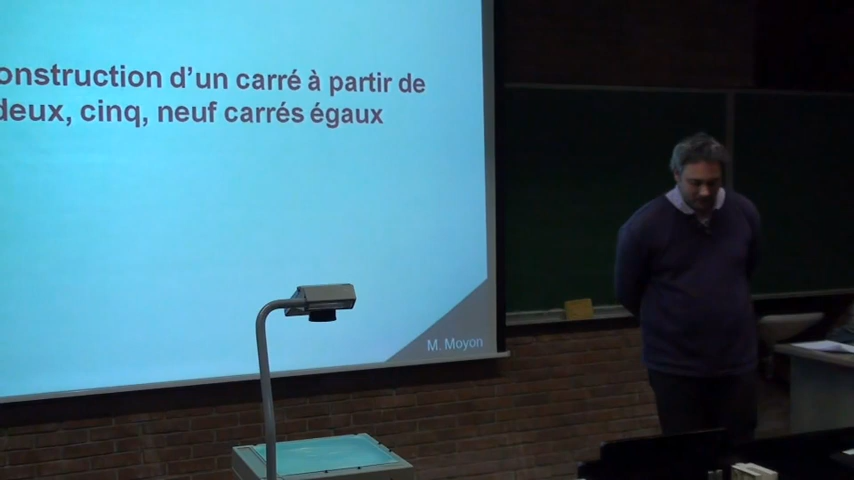 onstruction d'un carré à partir de
deux, cinq, neuf carrés égaux
M. Moyon